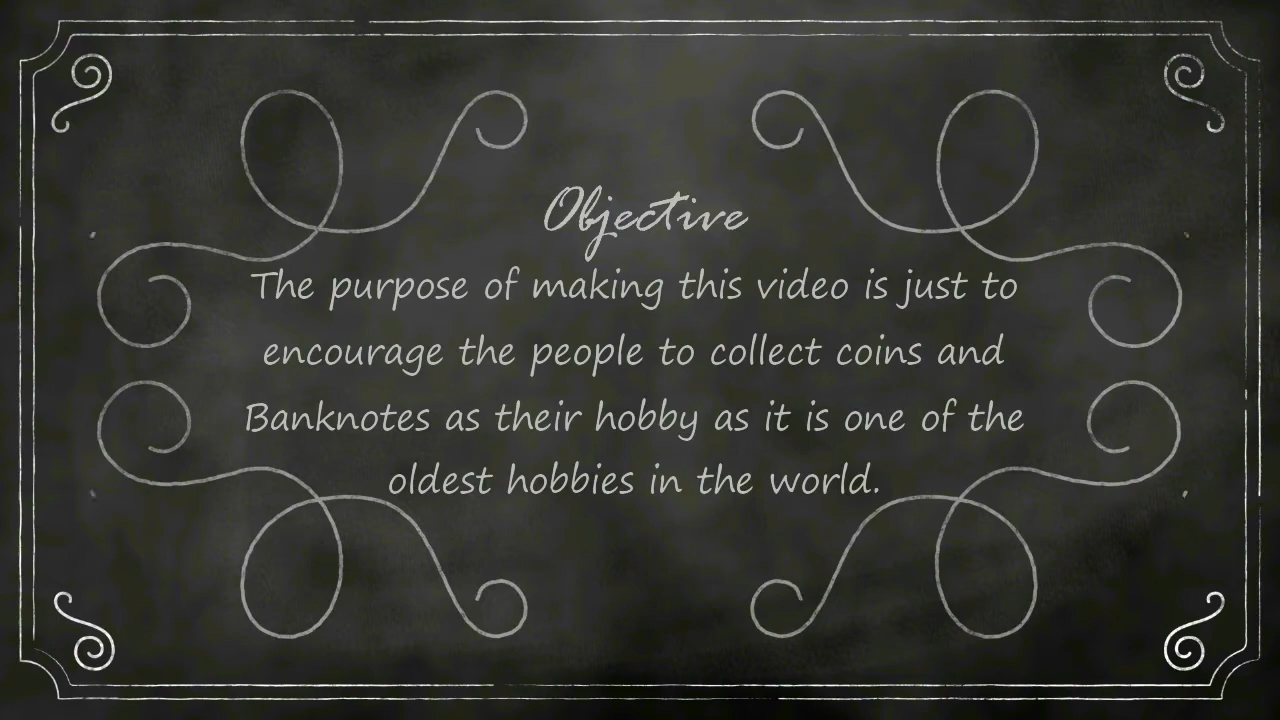 Objective
The purpose of making this video is just to
encourage the people to collect coins and
Banknotes as their hobby as it is one of the
oldest hobbies in the world.